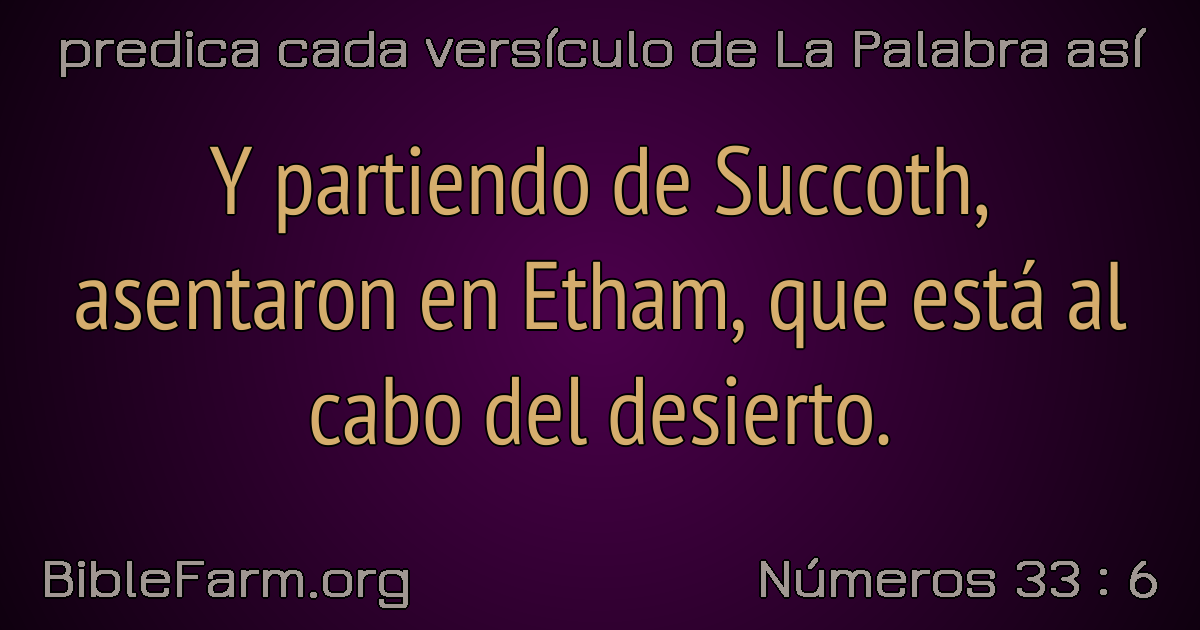 predica cada versículo de La Palabra así
Y partiendo de Succoth,
asentaron en Etham, que está al
cabo del desierto.
BibleFarm.org
Números 33 : 6